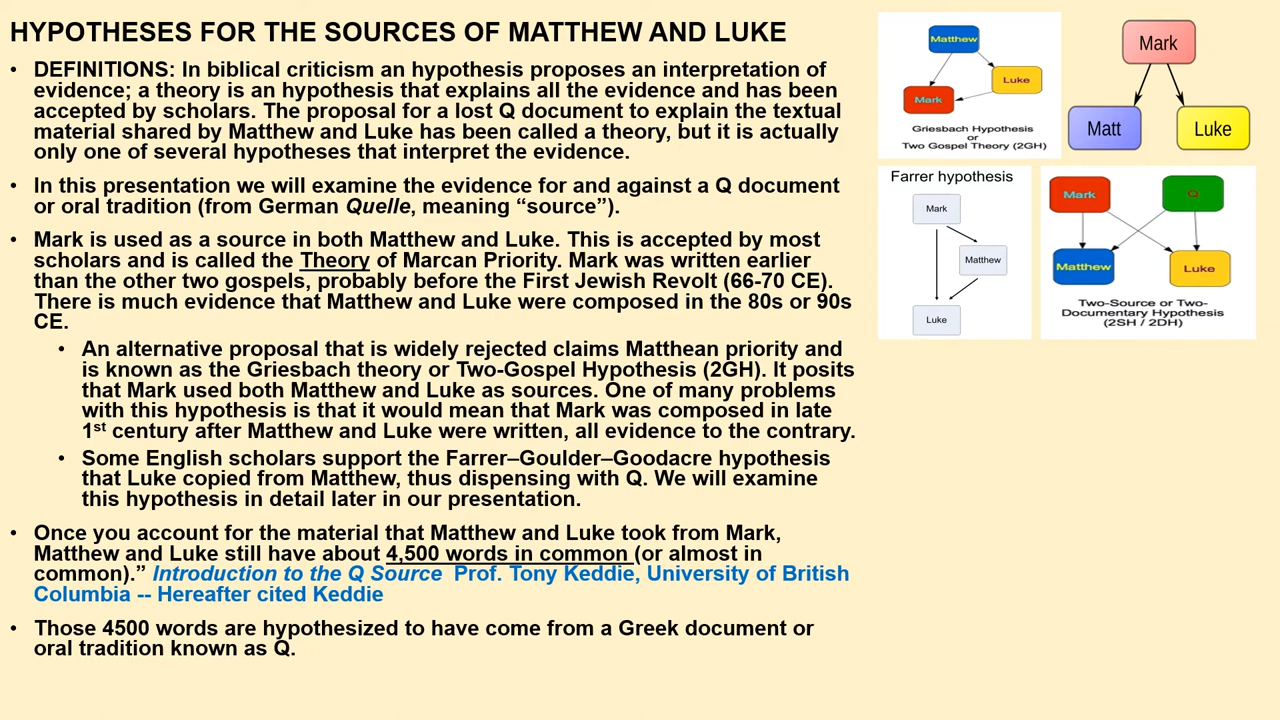 HYPOTHESES FOR THE SOURCES OF MATTHEW AND LUKE
• DEFINITIONS: In biblical criticism an hypothesis proposes an interpretation of
evidence; a theory is an hypothesis that explains all the evidence and has been
accepted by scholars. The proposal for a lost Q document to explain the textual
material shared by Matthew and Luke has been called a theory, but it is actually
only one of several hypotheses that interpret the evidence.
• In this presentation we will examine the evidence for and against a Q document
or oral tradition (from German Quelle, meaning “source”).
• Mark is used as a source in both Matthew and Luke. This is accepted by most
scholars and is called the Theory of Marcan Priority. Mark was written earlier
than the other two gospels, probably before the First Jewish Revolt (66-70 CE).
There is much evidence that Matthew and Luke were composed in the 80s or 90s
CE.
• An alternative proposal that is widely rejected claims Matthean priority and
is known as the Griesbach theory or Two-Gospel Hypothesis (2GH). It posits
that Mark used both Matthew and Luke as sources. One of many problems
with this hypothesis is that it would mean that Mark was composed in late
1st century after Matthew and Luke were written, all evidence to the contrary.
• Some English scholars support the Farrer–Goulder–Goodacre hypothesis
that Luke copied from Matthew, thus dispensing with Q. We will examine
this hypothesis in detail later in our presentation.
• Once you account for the material that Matthew and Luke took from Mark,
Matthew and Luke still have about 4,500 words in common (or almost in
common).” Introduction to the Q Source Prof. Tony Keddie, University of British
Columbia -- Hereafter cited Keddie
• Those 4500 words are hypothesized to have come from a Greek document or
oral tradition known as Q.
Matthew
Luke
Mark
Griesbach Hypothesis
or
Two Gospel Theory (2GH)
Mark
Matt
Luke
Farrer hypothesis
Mark
Matthew
Luke
Mark
Q
Matthew
Luke
Two-Source or Two-
Documentary Hypothesis
(2SH / 2DH)